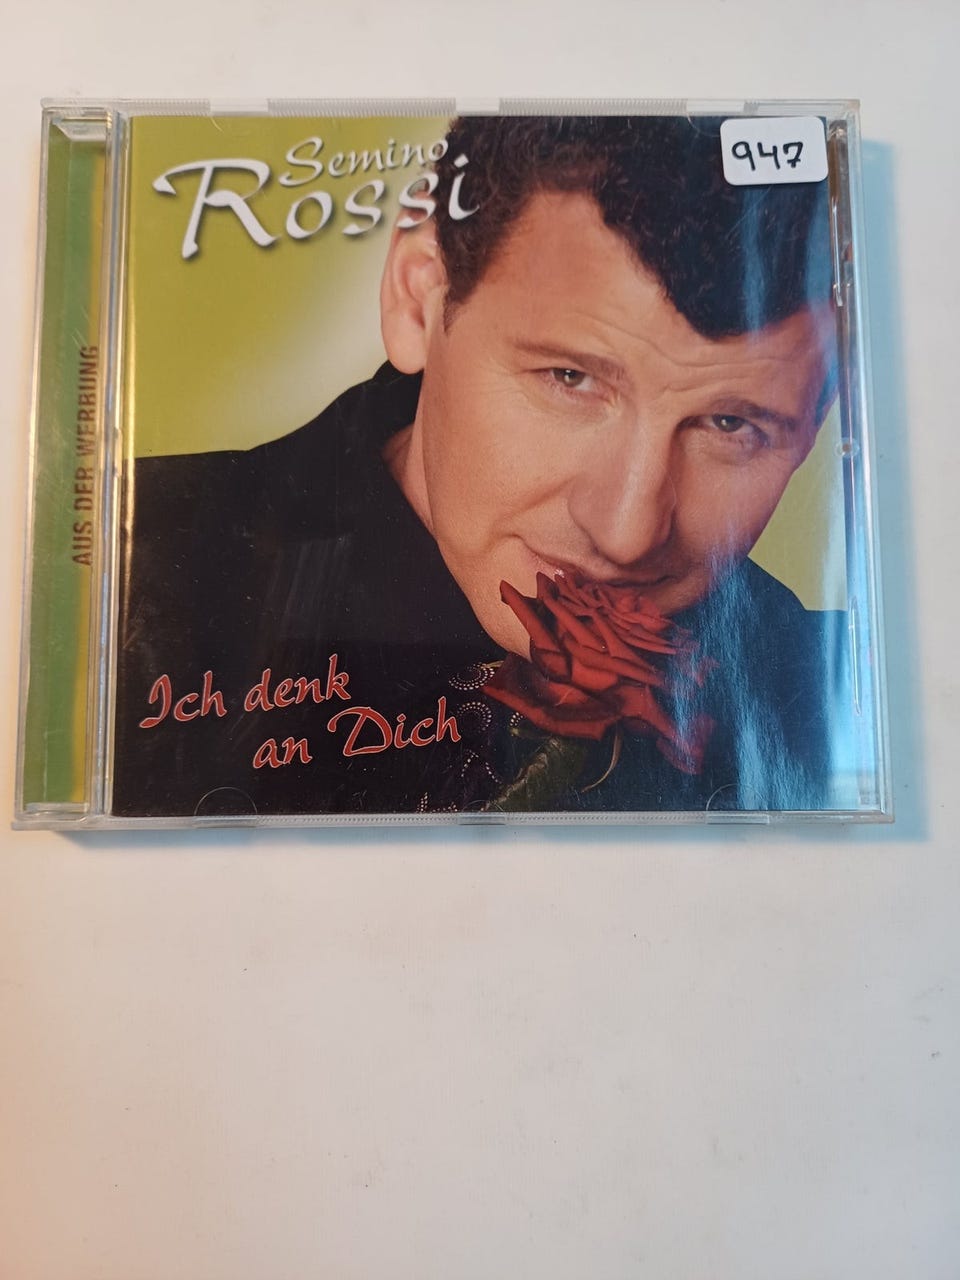 Semino
Rossi
947
AUS DER WERBUNG
Ich denk
an Dich